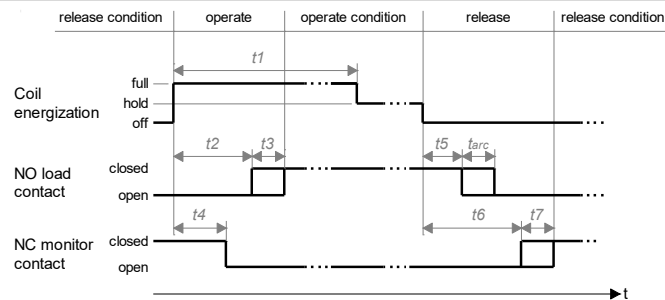 release condition operate operate condition release release condition
t1
full
Coil energization
hold
off
t2 t3 t5 tarc
closed
NO load contact
open
t4 t6 t7
closed
NC monitor contact
open
t